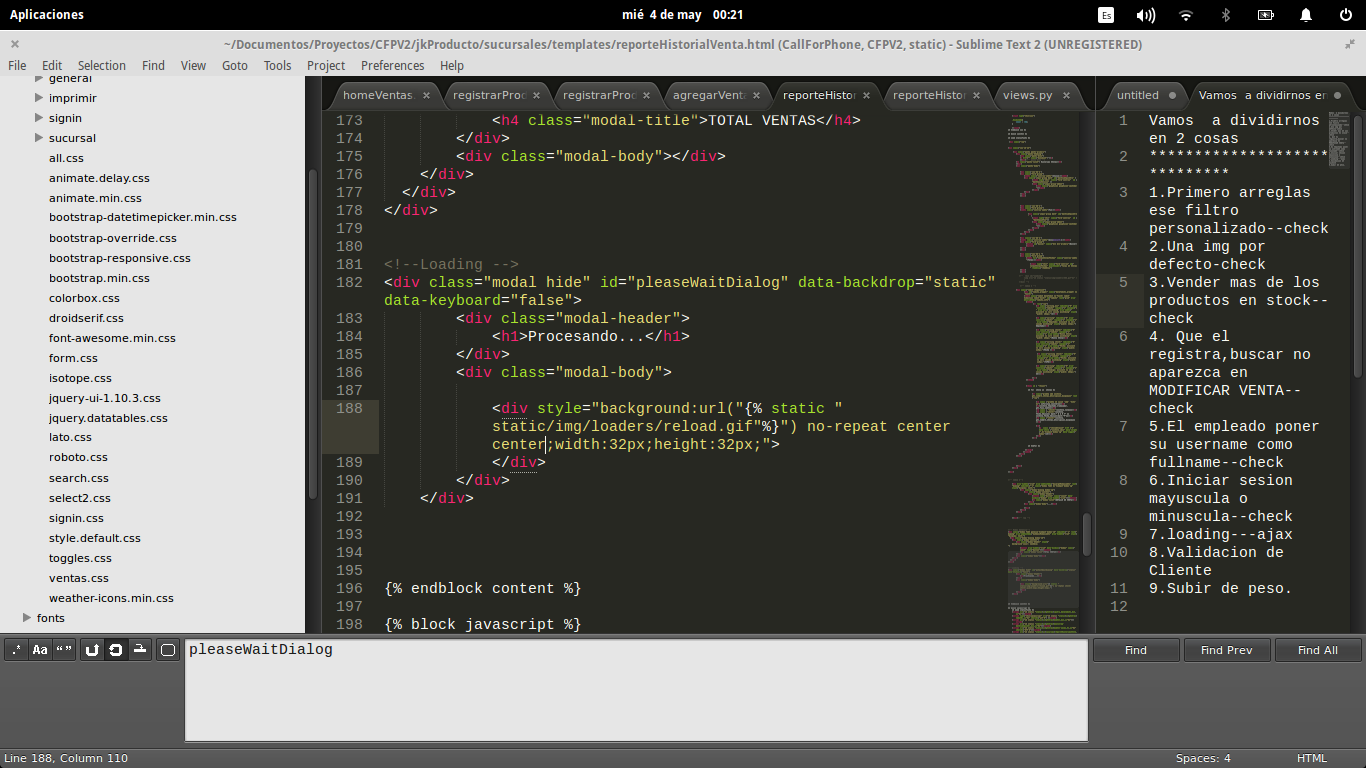 Aplicaciones
mié 4 de may 00:21
Es
~/Documentos/Proyectos/CFPV2/jkProducto/sucursales/templates/reporteHistorialVenta.html (CallForPhone, CFPV2, static) - Sublime Text 2 (UNREGISTERED)
File Edit Selection Find View Goto Tools Project Preferences Help
general
imprimir
signin
sucursal
all.css
animate.delay.css
animate.min.css
bootstrap-datetimepicker.min.css
bootstrap-override.css
bootstrap-responsive.css
bootstrap.min.css
colorbox.css
droidserif.css
font-awesome.min.css
form.css
isotope.css
jquery-ui-1.10.3.css
jquery.datatables.css
lato.css
roboto.css
search.css
select2.css
signin.css
style.default.css
toggles.css
ventas.css
weather-icons.min.css
fonts
homeVentas. registrarProd registrarProd agregarVent reporteHistor reporteHistor views.py
173 <h4 class="modal-title">TOTAL VENTAS</h4>
174 </div>
175 <div class="modal-body"></div>
176 </div>
177 </div>
178 </div>
179
180
181 <!--Loading -->
182 <div class="modal hide" id="pleaseWaitDialog" data-backdrop="static"
data-keyboard="false">
183 <div class="modal-header">
184 <h1>Procesando...</h1>
185 </div>
186 <div class="modal-body">
187
188 <div style="background:url("{% static "
static/img/loaders/reload.gif"%}") no-repeat center
center;width:32px;height:32px;">
189 </div>
190 </div>
191 </div>
192
193
194
195
196 {% endblock content %}
197
198 {% block javascript %}
untitled Vamos a dividirnos en
1 Vamos a dividirnos
en 2 cosas
2 ********************
*********
3 1.Primero arreglas
ese filtro
personalizado--check
4 2.Una img por
defecto-check
5 3.Vender mas de los
productos en stock--
check
6 4. Que el
registra,buscar no
aparezca en
MODIFICAR VENTA--
check
7 5.El empleado poner
su username como
fullname--check
8 6.Iniciar sesion
mayuscula o
minuscula--check
9 7.loading---ajax
10 8.Validacion de
Cliente
11 9.Subir de peso.
12
.* Aa “ ”
pleaseWaitDialog
Find Find Prev Find All
Line 188, Column 110
Spaces: 4 HTML